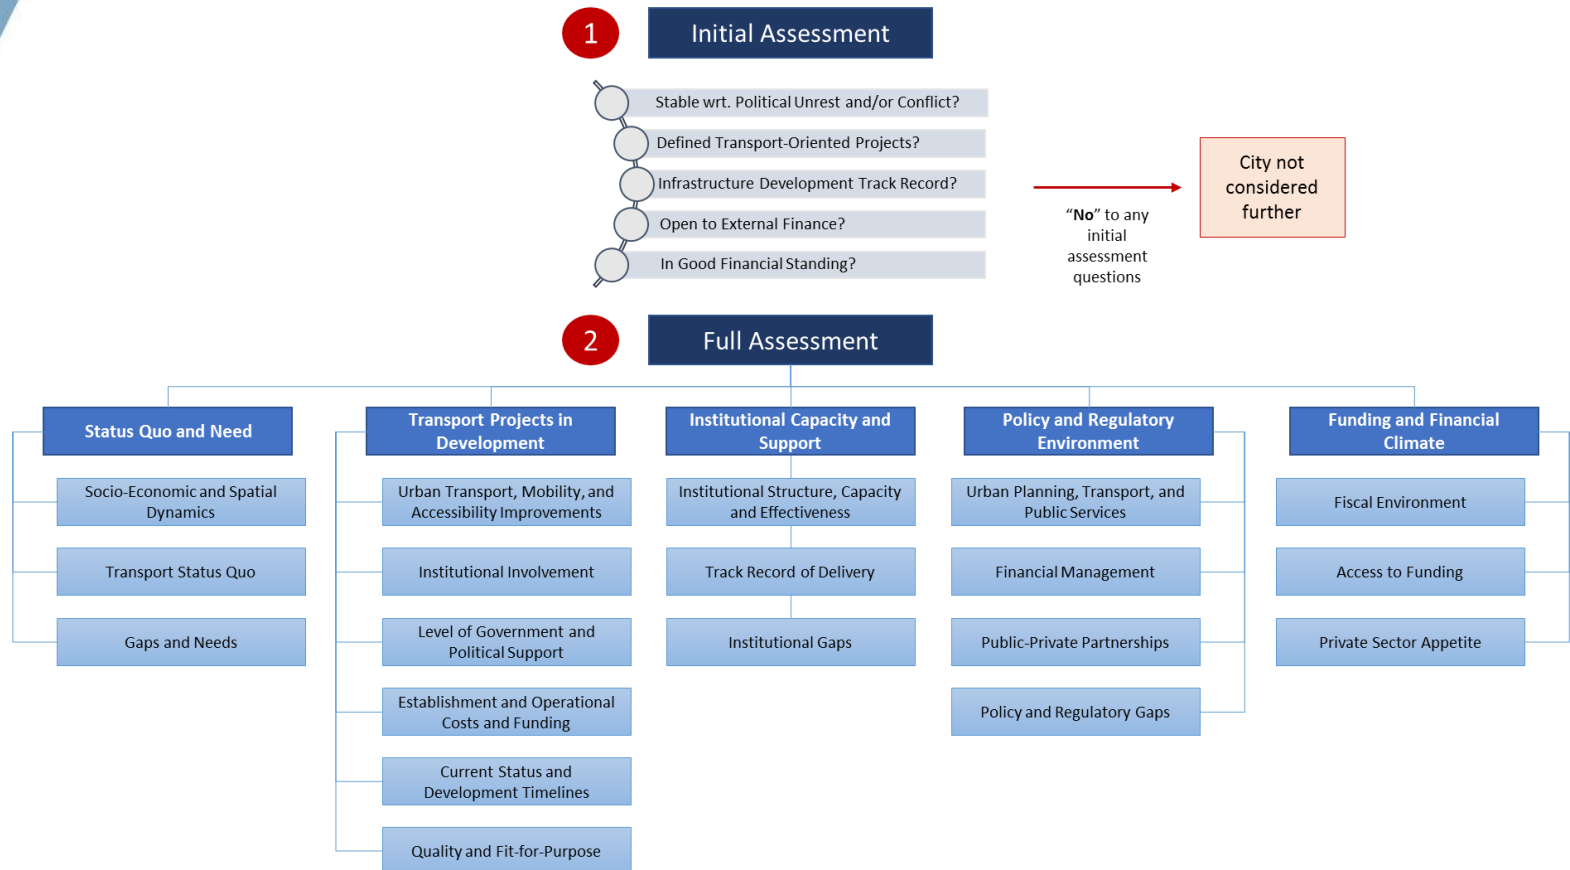 1
Initial Assessment
Stable wrt. Political Unrest and/or Conflict?
Defined Transport-Oriented Projects?
Infrastructure Development Track Record?
Open to External Finance?
In Good Financial Standing?
“No” to any
initial
assessment
questions
City not
considered
further
2
Full Assessment
Status Quo and Need
Socio-Economic and Spatial
Dynamics
Transport Status Quo
Gaps and Needs
Transport Projects in
Development
Urban Transport, Mobility, and
Accessibility Improvements
Institutional Involvement
Level of Government and
Political Support
Establishment and Operational
Costs and Funding
Current Status and
Development Timelines
Quality and Fit-for-Purpose
Institutional Capacity and
Support
Institutional Structure, Capacity
and Effectiveness
Track Record of Delivery
Institutional Gaps
Policy and Regulatory
Environment
Urban Planning, Transport, and
Public Services
Financial Management
Public-Private Partnerships
Policy and Regulatory Gaps
Funding and Financial
Climate
Fiscal Environment
Access to Funding
Private Sector Appetite